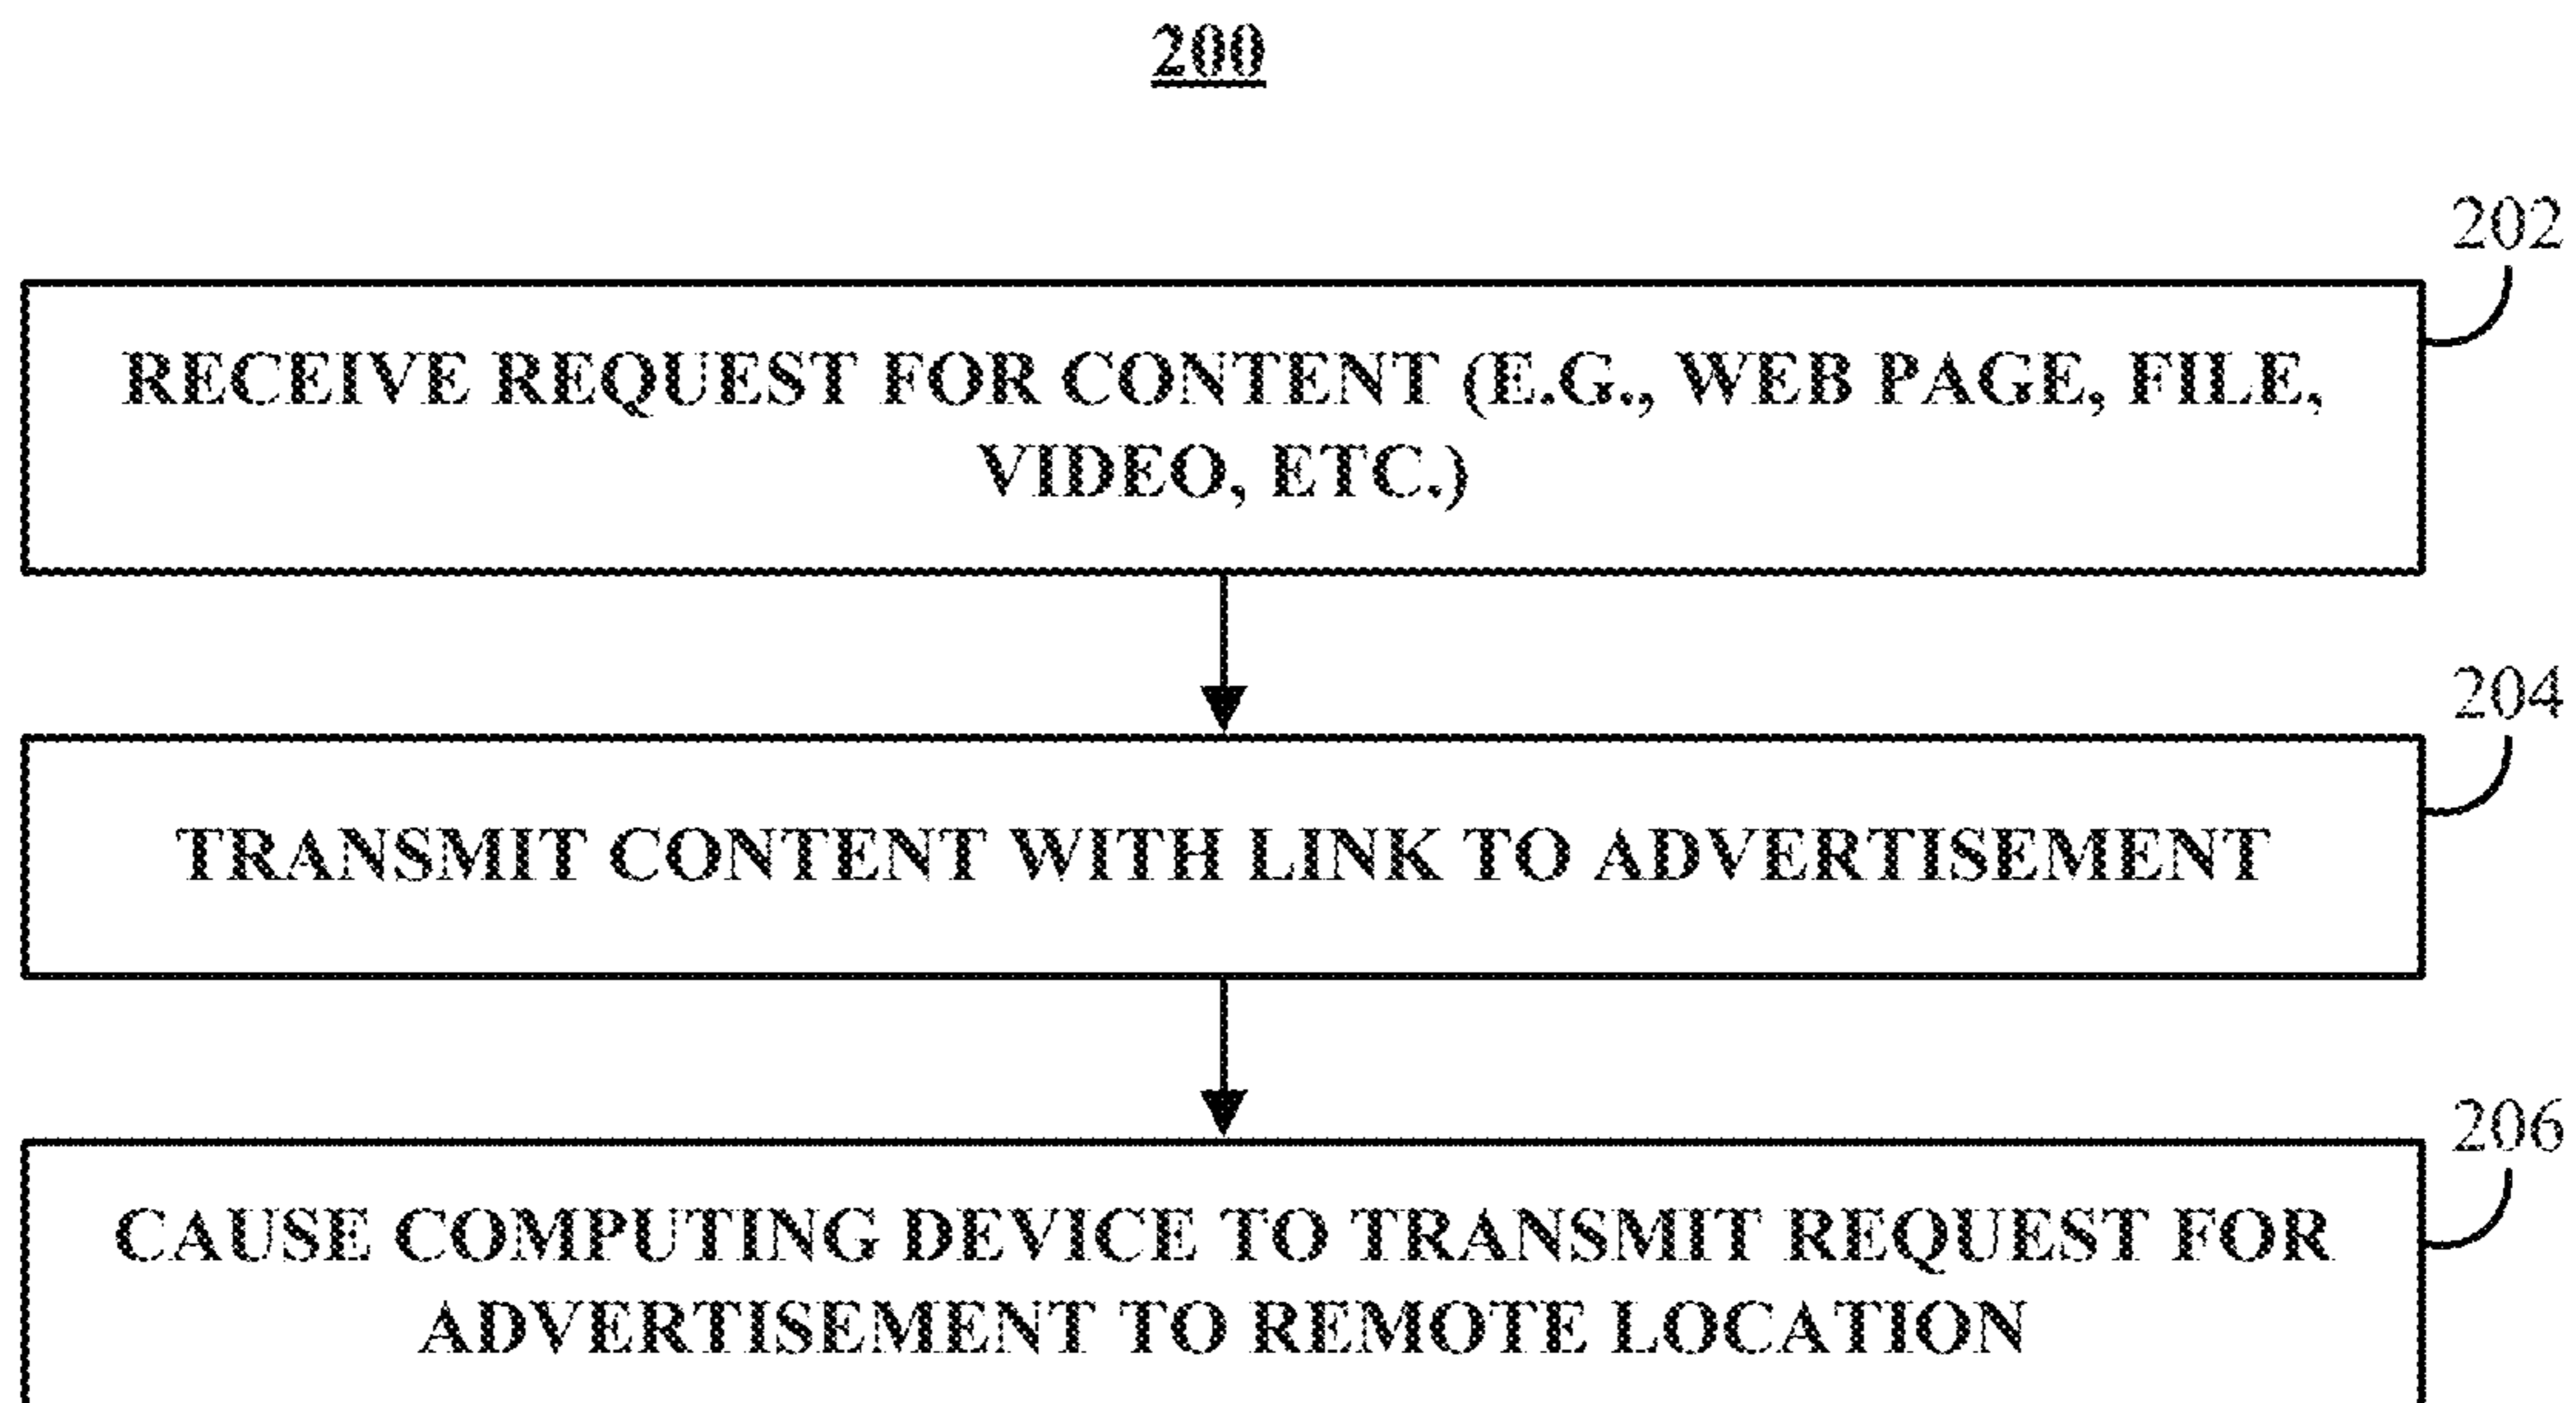 200
202
RECEIVE REQUEST FOR CONTENT (E.G., WEB PAGE, FILE,
VIDEO, ETC.)
204
TRANSMIT CONTENT WITH LINK TO ADVERTISEMENT
206
CAUSE COMPUTING DEVICE TO TRANSMIT REQUEST FOR
ADVERTISEMENT TO REMOTE LOCATION